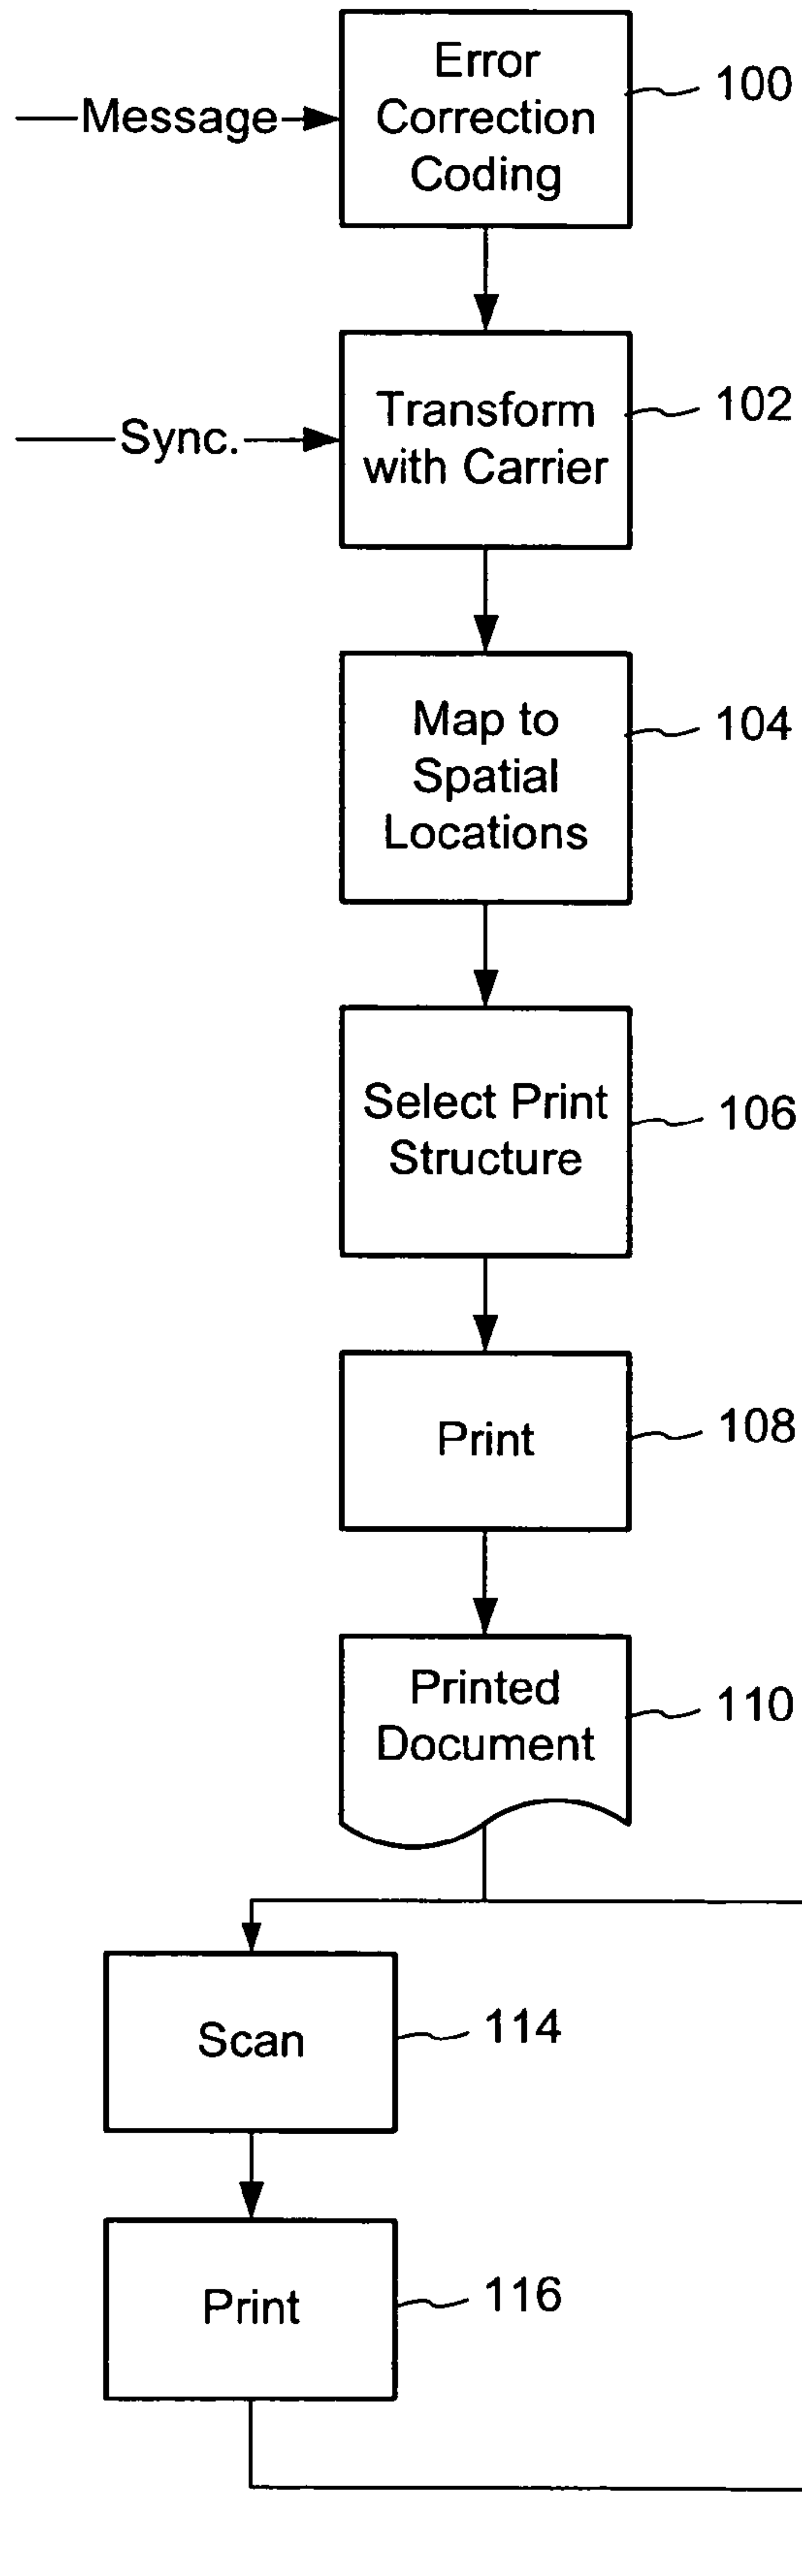 Error
Correction
Coding
100
Message
Transform
with Carrier
102
Sync.
Map to
Spatial
Locations
104
Select Print
Structure
106
Print
108
Printed
Document
110
Scan
114
Print
116